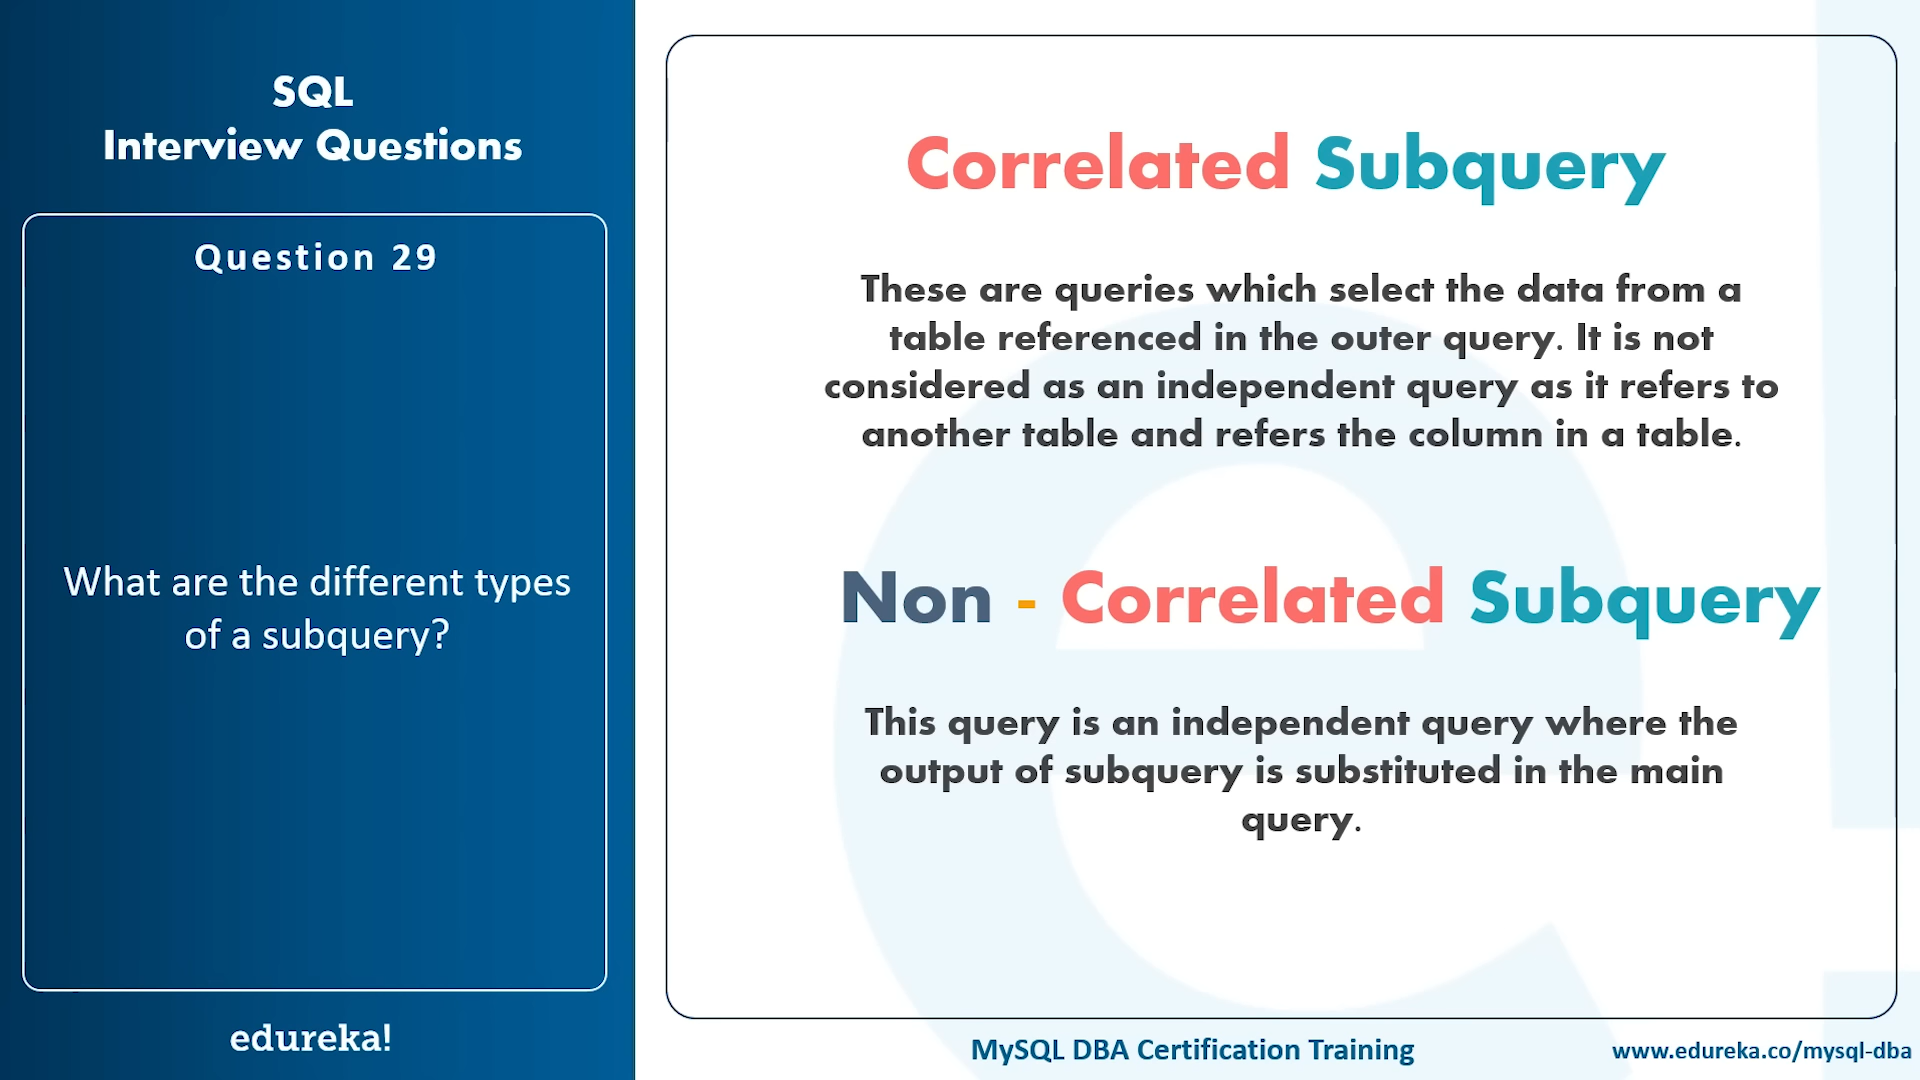 SQL
Interview Questions
Question 29
What are the different types
of a subquery?
edureka!
Correlated Subquery
These are queries which select the data from a
table referenced in the outer query. It is not
considered as an independent query as it refers to
another table and refers the column in a table.
Non - Correlated Subquery
This query is an independent query where the
output of subquery is substituted in the main
query.
MySQL DBA Certification Training
www.edureka.co/mysql-dba